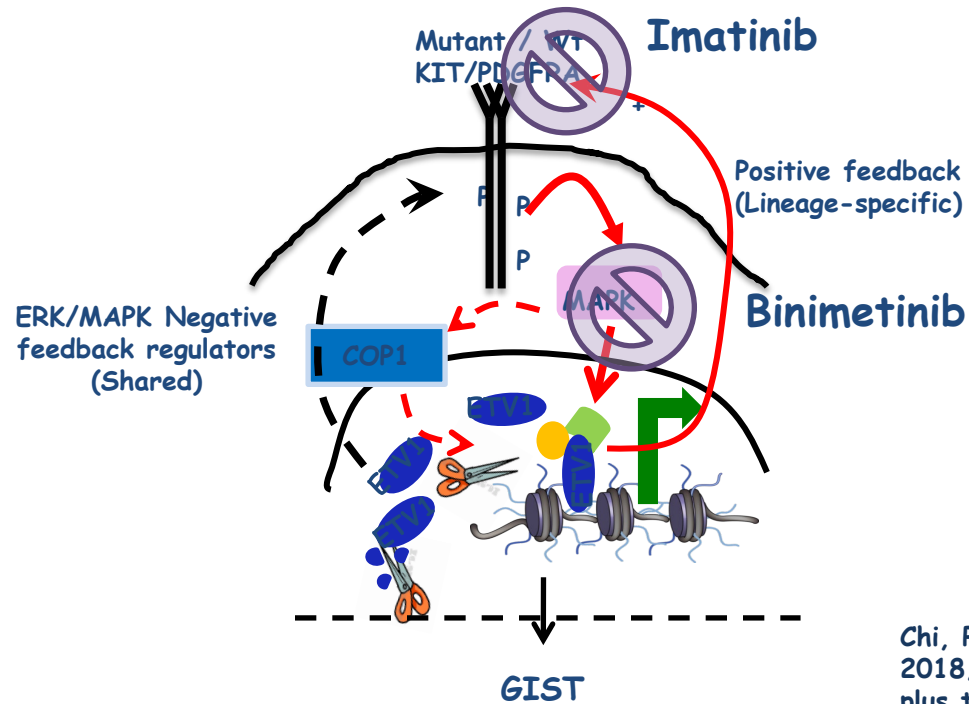 Mutant / Wt
KIT/PDGFRA
Imatinib
+
Positive feedback
(Lineage-specific)
P
P
P
MAPK
Binimetinib
ERK/MAPK Negative
feedback regulators
(Shared)
COP1
ETV1
ETV1
ETV1
ETV1
GIST
Chi, P
2018,
plus t